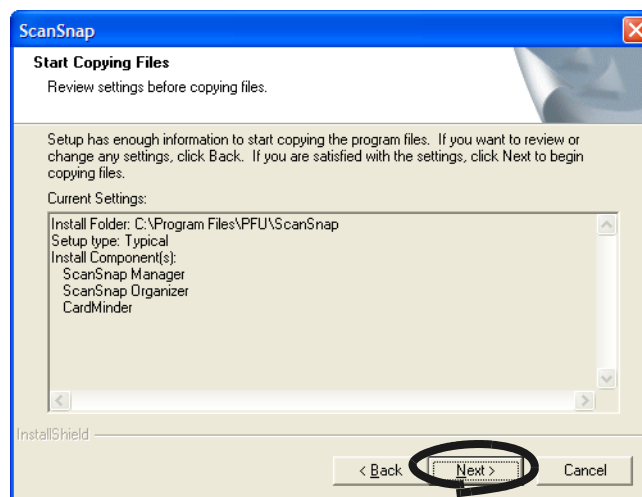 ScanSnap
Start Copying Files
Review settings before copying files.
Setup has enough information to start copying the program files.  If you want to review or
change any settings, click Back.  If you are satisfied with the settings, click Next to begin
copying files.
Current Settings:
Install Folder: C:\Program Files\PFU\ScanSnap
Setup type: Typical
Install Component(s):
ScanSnap Manager
ScanSnap Organizer
CardMinder
InstallShield
< Back Next > Cancel